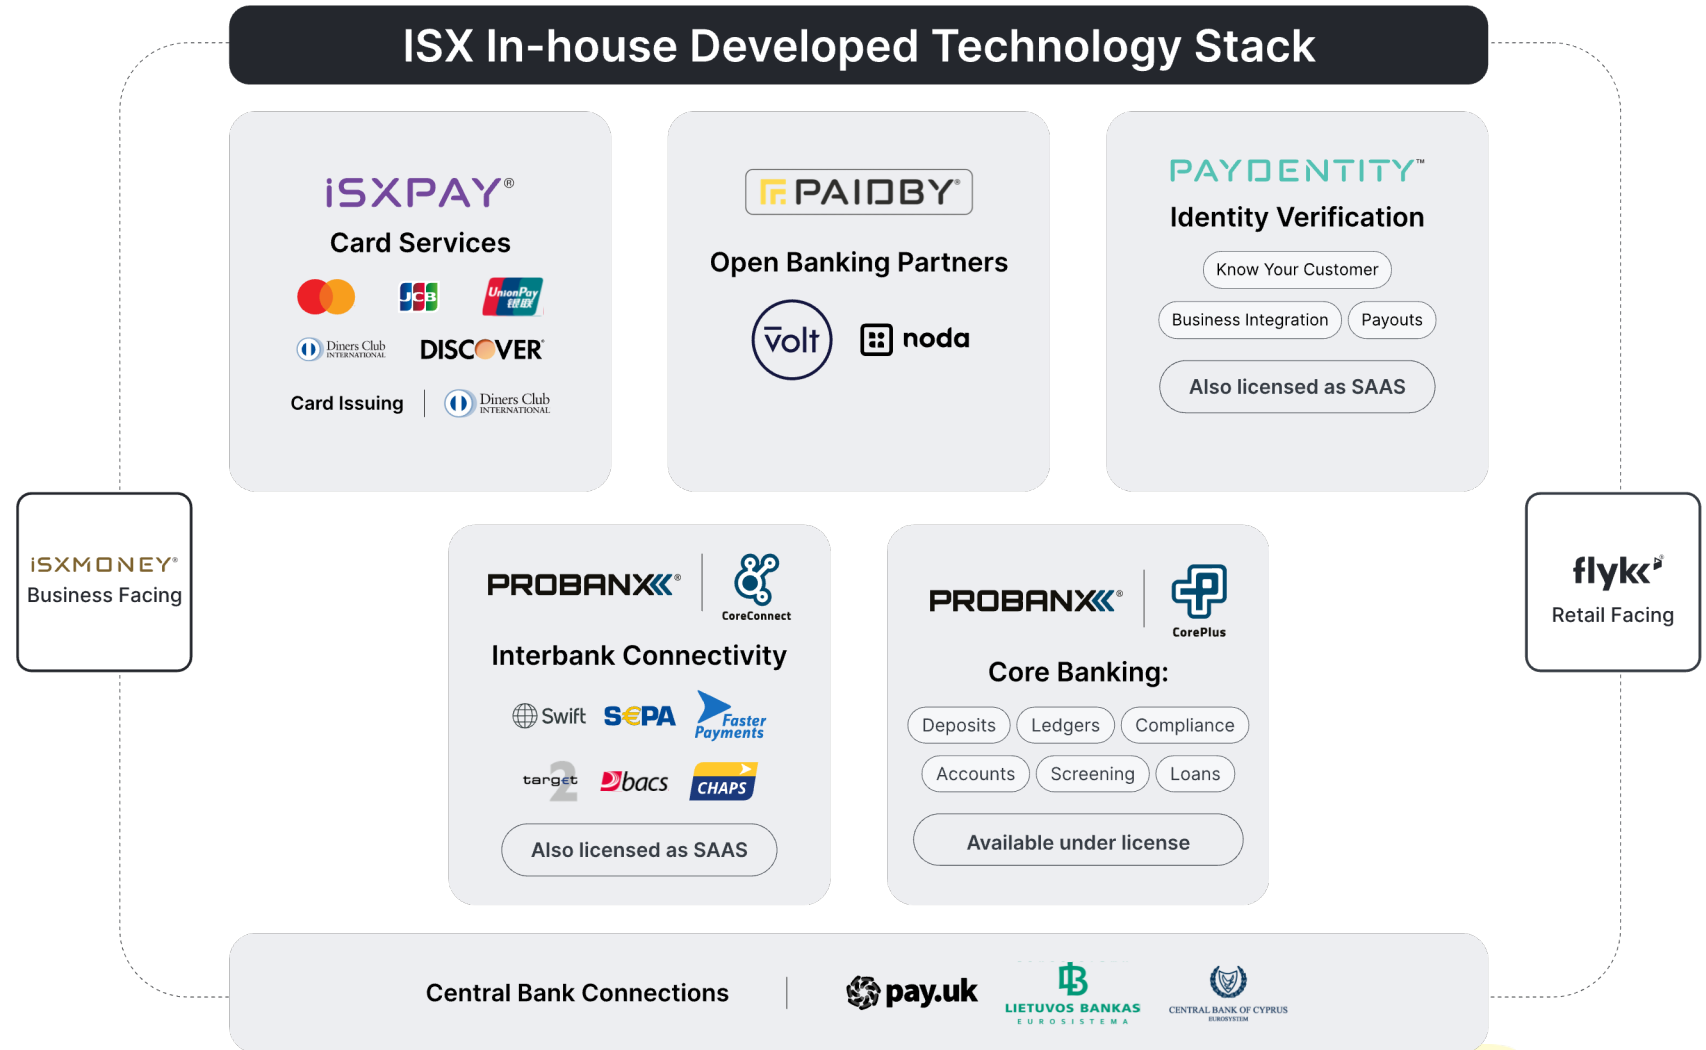 ISX In-house Developed Technology Stack
iSXPAY®
Card Services
JCB
UnionPay
银联
Diners Club
INTERNATIONAL
DISCOVER
Card Issuing
Diners Club
INTERNATIONAL
PAIDBY®
Open Banking Partners
volt
noda
PAYDENTITY™
Identity Verification
Know Your Customer
Business Integration
Payouts
Also licensed as SAAS
iSXMONEY®
Business Facing
flykk®
Retail Facing
PROBANX®
CoreConnect
Interbank Connectivity
Swift
S€PA
Faster
Payments
target
2
bacs
CHAPS
Also licensed as SAAS
PROBANX®
CorePlus
Core Banking:
Deposits
Ledgers
Compliance
Accounts
Screening
Loans
Available under license
Central Bank Connections
pay.uk
LIETUVOS BANKAS
EUROSISTEMA
CENTRAL BANK OF CYPRUS
EUROSYSTEM